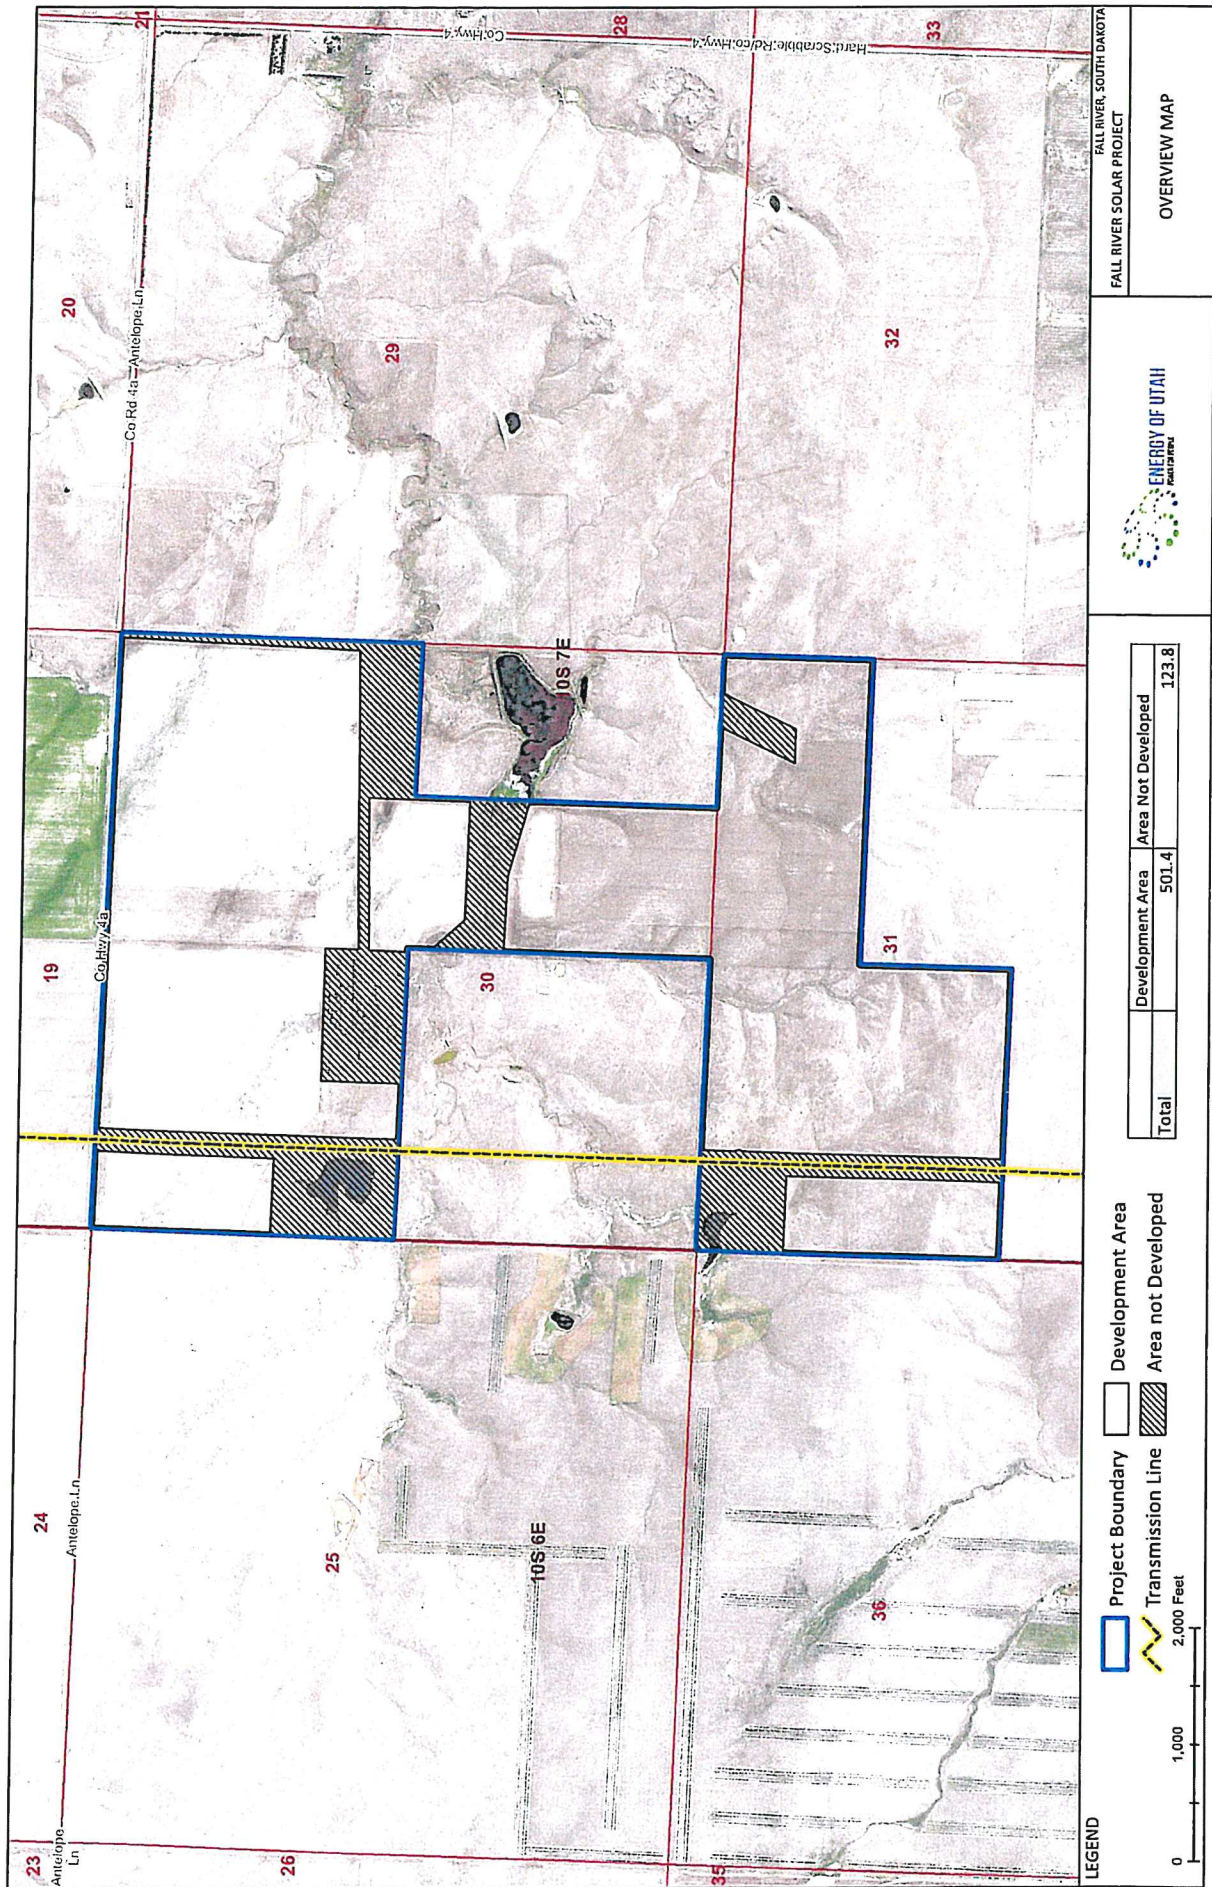 23
24
19
20
21
Antelope
Ln
Antelope Ln
Co Hwy 4a
Co Rd 4a
Antelope Ln
Co Hwy 4
26
25
30
29
28
10S 6E
10S 7E
Hard Scrabble Rd/co Hwy 4
35
36
31
32
33
LEGEND
Project Boundary
Development Area
Transmission Line
Area not Developed
0 1,000 2,000 Feet
Development Area Area Not Developed
Total 501.4 123.8
ENERGY OF UTAH
FALL RIVER, SOUTH DAKOTA
FALL RIVER SOLAR PROJECT
OVERVIEW MAP